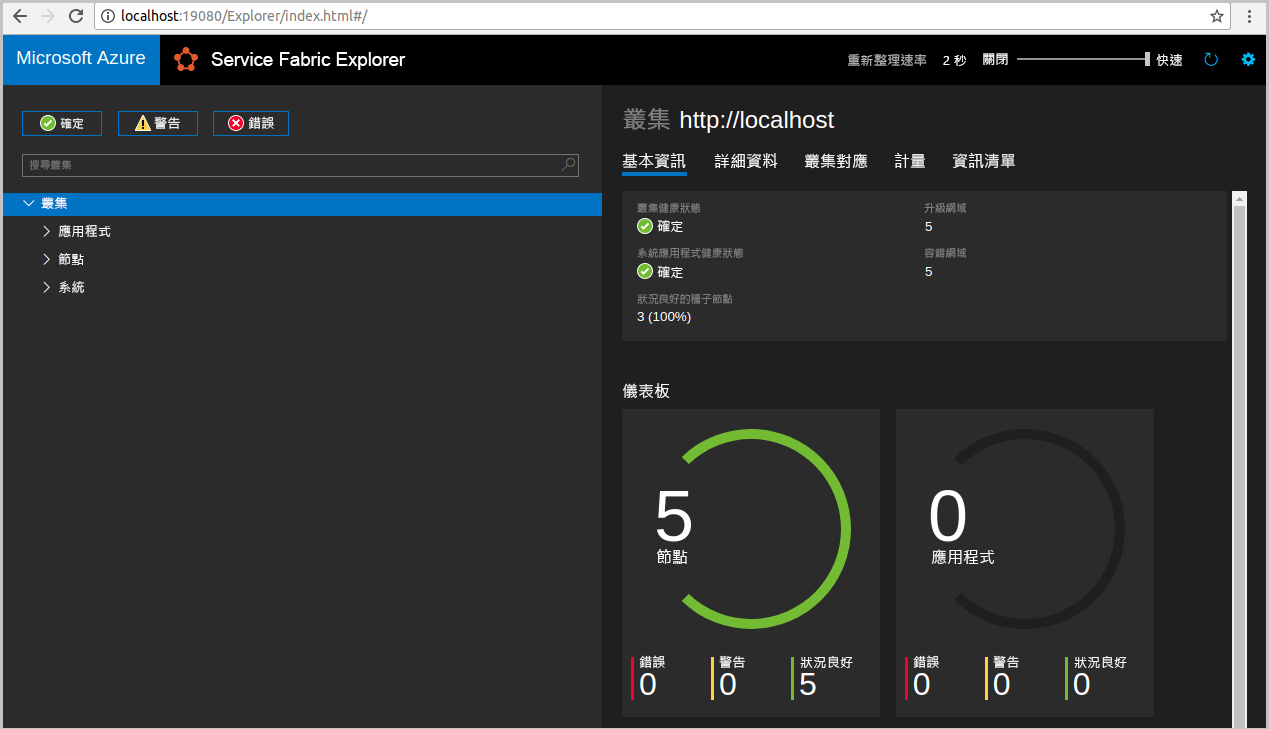 localhost:19080/Explorer/index.html#/
Microsoft Azure
Service Fabric Explorer
重新整理速率 2 秒 關閉 快速
確定 警告 錯誤
搜尋叢集
叢集
應用程式
節點
系統
叢集 http://localhost
基本資訊 詳細資料 叢集對應 計量 資訊清單
叢集健康狀態 升級網域
確定 5
系統應用程式健康狀態 容錯網域
確定 5
狀況良好的種子節點
3 (100%)
儀表板
5
節點
錯誤 警告 狀況良好
0 0 5
0
應用程式
錯誤 警告 狀況良好
0 0 0